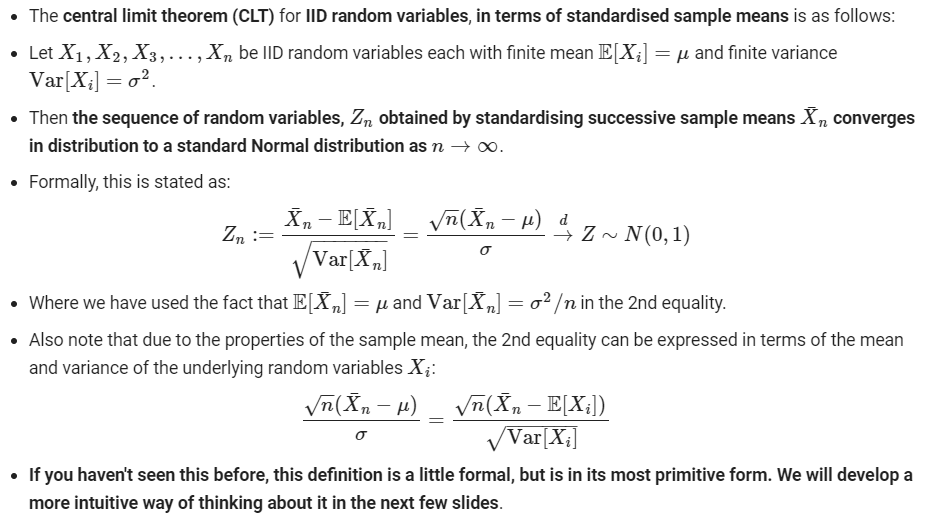 • The central limit theorem (CLT) for IID random variables, in terms of standardised sample means is as follows:
• Let $X_1, X_2, X_3, \ldots, X_n$ be IID random variables each with finite mean $\mathbb{E}[X_i] = \mu$ and finite variance
$\text{Var}[X_i] = \sigma^2$.
• Then the sequence of random variables, $Z_n$ obtained by standardising successive sample means $\bar{X}_n$ converges
in distribution to a standard Normal distribution as $n \to \infty$.
• Formally, this is stated as:
$Z_n := \frac{\bar{X}_n - \mathbb{E}[\bar{X}_n]}{\sqrt{\text{Var}[\bar{X}_n]}} = \frac{\sqrt{n}(\bar{X}_n - \mu)}{\sigma} \xrightarrow{d} Z \sim N(0,1)$
• Where we have used the fact that $\mathbb{E}[\bar{X}_n] = \mu$ and $\text{Var}[\bar{X}_n] = \sigma^2/n$ in the 2nd equality.
• Also note that due to the properties of the sample mean, the 2nd equality can be expressed in terms of the mean
and variance of the underlying random variables $X_i$:
$\frac{\sqrt{n}(\bar{X}_n - \mu)}{\sigma} = \frac{\sqrt{n}(\bar{X}_n - \mathbb{E}[X_i])}{\sqrt{\text{Var}[X_i]}}$
• If you haven't seen this before, this definition is a little formal, but is in its most primitive form. We will develop a
more intuitive way of thinking about it in the next few slides.